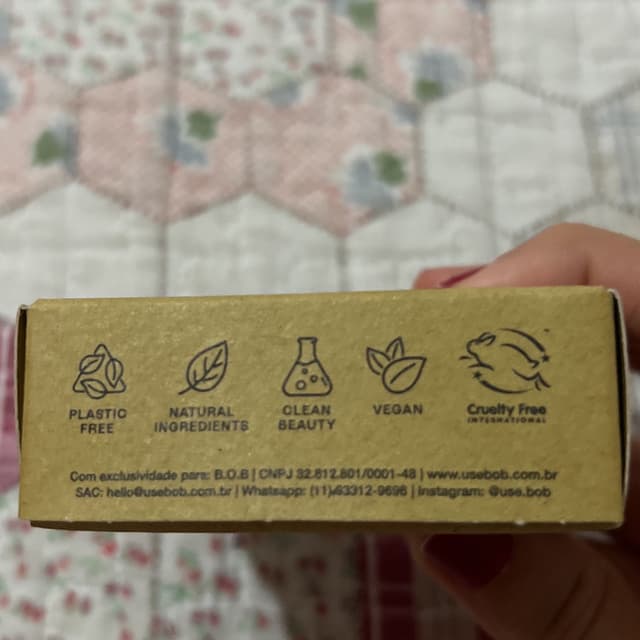 PLASTIC FREE
NATURAL INGREDIENTS
CLEAN BEAUTY
VEGAN
Cruelty Free INTERNATIONAL
Com exclusividade para: B.O.B | CNPJ 32.812.801/0001-48 | www.usebob.com.br
SAC: hello@usebob.com.br | Whatsapp: (11) 93312-9696 | Instagram: @use.bob